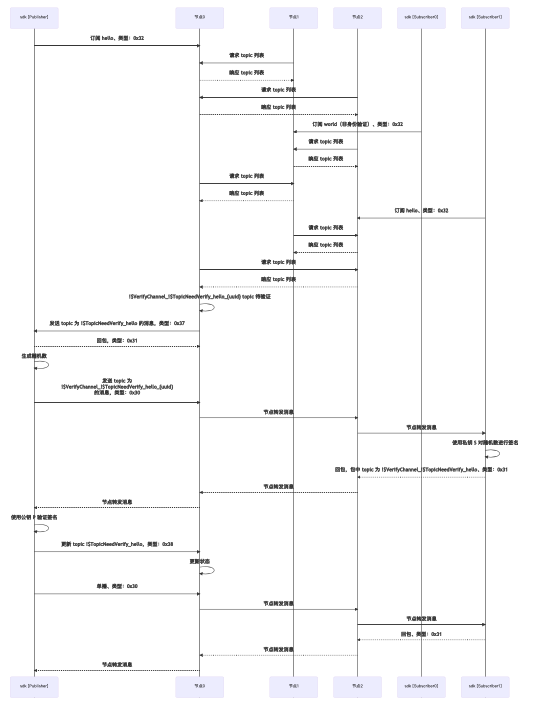 sdk [Publisher]
节点0
节点1
节点2
sdk [Subscriber0]
sdk [Subscriber1]
订阅 hello，类型：0x32
请求 topic 列表
响应 topic 列表
请求 topic 列表
响应 topic 列表
订阅 world（非身份验证），类型：0x32
请求 topic 列表
响应 topic 列表
请求 topic 列表
响应 topic 列表
订阅 hello，类型：0x32
请求 topic 列表
响应 topic 列表
请求 topic 列表
响应 topic 列表
!$VerifyChannel_!$TopicNeedVerify_hello_{uuid} topic 待验证
发送 topic 为 !$TopicNeedVerify_hello 的消息，类型：0x37
回包，类型：0x31
生成随机数
发送 topic 为
!$VerifyChannel_!$TopicNeedVerify_hello_{uuid}
的消息，类型：0x30
节点转发消息
节点转发消息
使用私钥 S 对随机数进行签名
回包，包中 topic 为 !$VerifyChannel_!$TopicNeedVerify_hello，类型：0x31
节点转发消息
节点转发消息
使用公钥 P 验证签名
更新 topic !$TopicNeedVerify_hello，类型：0x38
更新状态
单播，类型：0x30
节点转发消息
节点转发消息
回包，类型：0x31
节点转发消息
节点转发消息
sdk [Publisher]
节点0
节点1
节点2
sdk [Subscriber0]
sdk [Subscriber1]